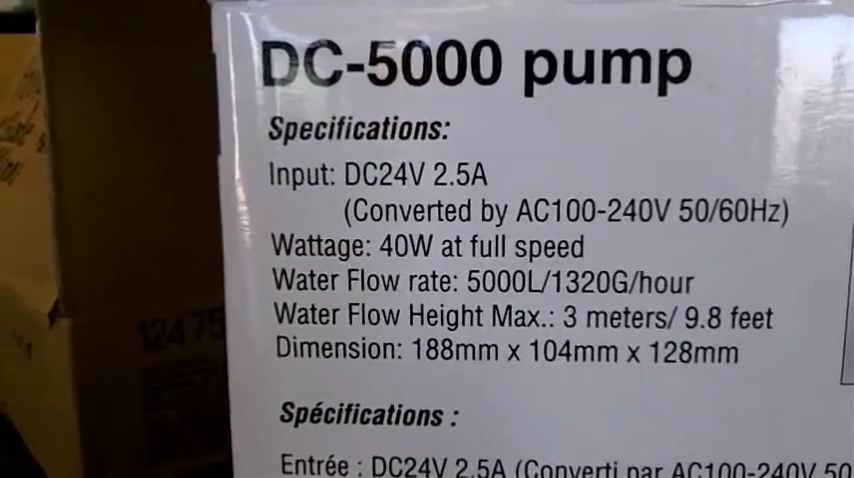 DC-5000 pump
Specifications:
Input: DC24V 2.5A
(Converted by AC100-240V 50/60Hz)
Wattage: 40W at full speed
Water Flow rate: 5000L/1320G/hour
Water Flow Height Max.: 3 meters/ 9.8 feet
Dimension: 188mm x 104mm x 128mm
Spécifications :
Entrée : DC24V 2.5A (Converti par AC100-240V 50
12475